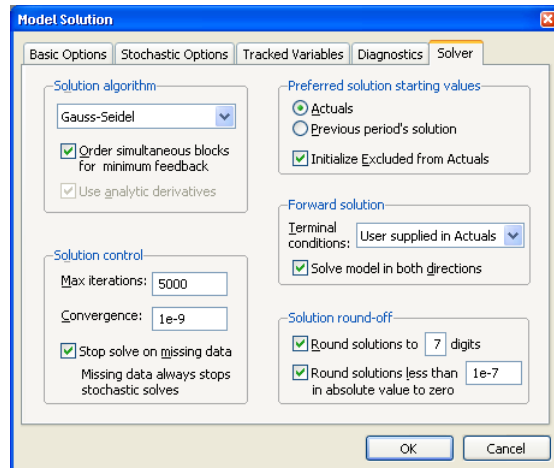 Model Solution
Basic Options
Stochastic Options
Tracked Variables
Diagnostics
Solver
Solution algorithm
Gauss-Seidel
Order simultaneous blocks
for minimum feedback
Use analytic derivatives
Solution control
Max iterations: 5000
Convergence: 1e-9
Stop solve on missing data
Missing data always stops
stochastic solves
Preferred solution starting values
Actuals
Previous period's solution
Initialize Excluded from Actuals
Forward solution
Terminal
conditions: User supplied in Actuals
Solve model in both directions
Solution round-off
Round solutions to 7 digits
Round solutions less than 1e-7
in absolute value to zero
OK
Cancel